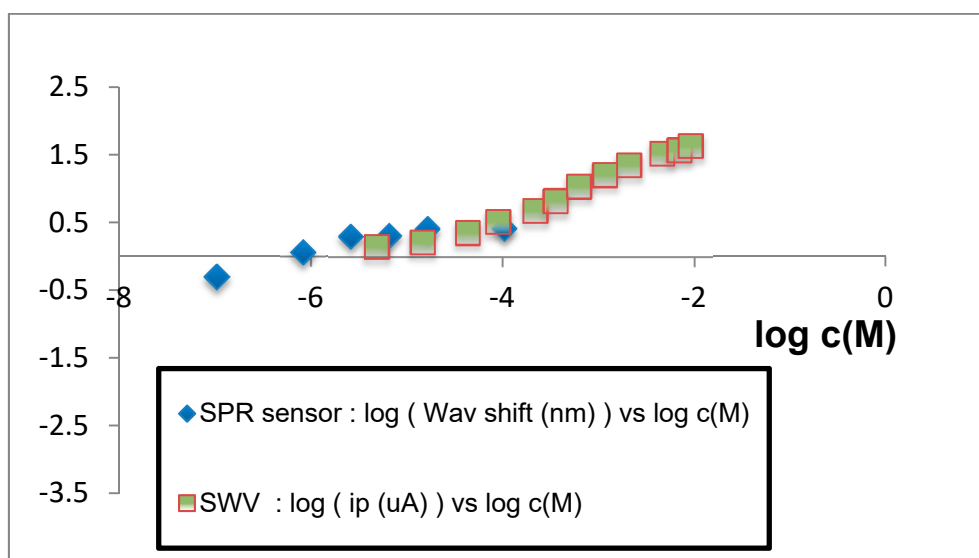 2.5
1.5
0.5
-0.5
-8 -6 -4 -2 0
log c(M)
-1.5
-2.5
-3.5
SPR sensor : log ( Wav shift (nm) ) vs log c(M)
SWV : log ( ip (uA) ) vs log c(M)